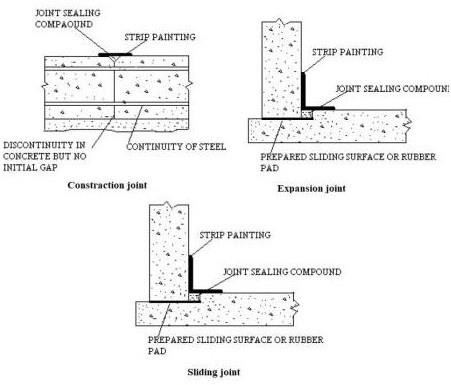 JOINT SEALING
COMPAOUND
STRIP PAINTING
DISCONTINUITY IN
CONCRETE BUT NO
INITIAL GAP
CONTINUITY OF STEEL
Constraction joint
STRIP PAINTING
JOINT SEALING COMPOUND
PREPARED SLIDING SURFACE OR RUBBER
PAD
Expansion joint
STRIP PAINTING
JOINT SEALING COMPOUND
PREPARED SLIDING SURFACE OR RUBBER
PAD
Sliding joint